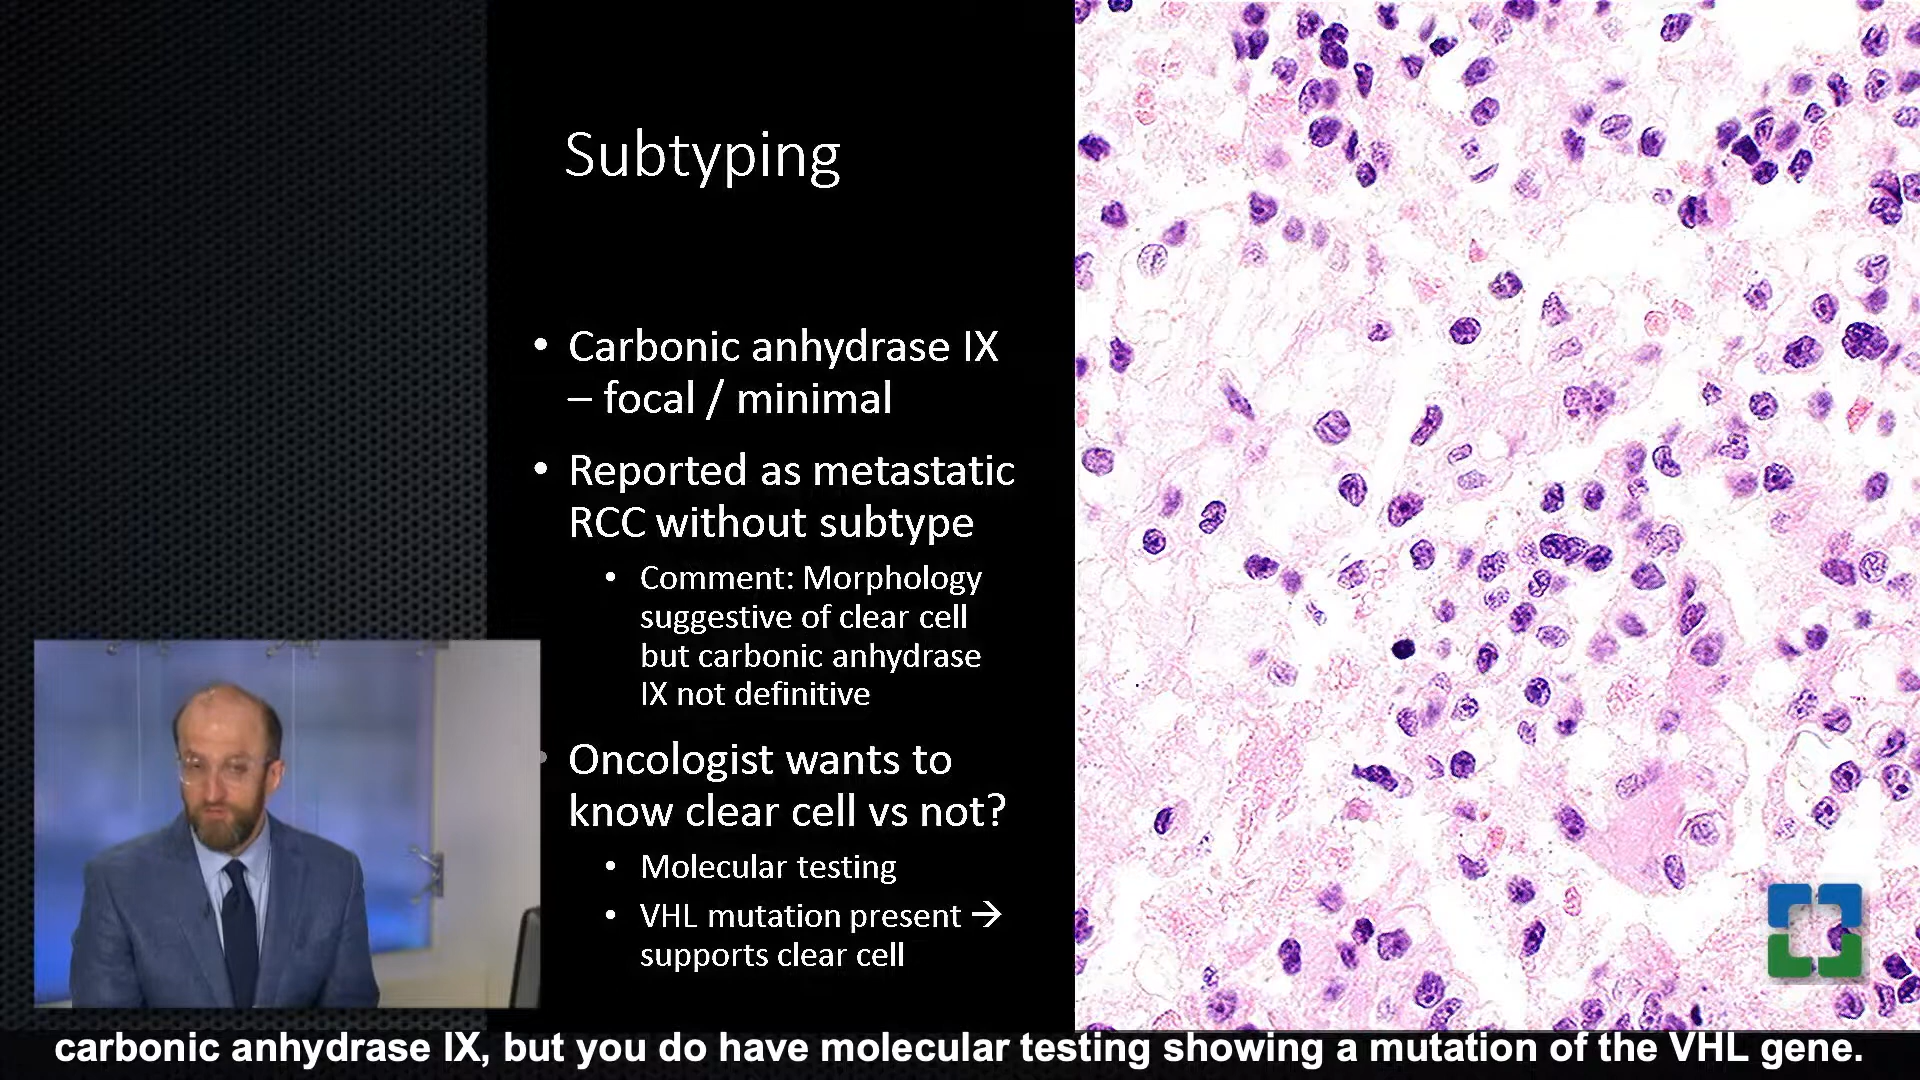 Subtyping
• Carbonic anhydrase IX
– focal / minimal
• Reported as metastatic
RCC without subtype
• Comment: Morphology
suggestive of clear cell
but carbonic anhydrase
IX not definitive
• Oncologist wants to
know clear cell vs not?
• Molecular testing
• VHL mutation present →
supports clear cell
carbonic anhydrase IX, but you do have molecular testing showing a mutation of the VHL gene.